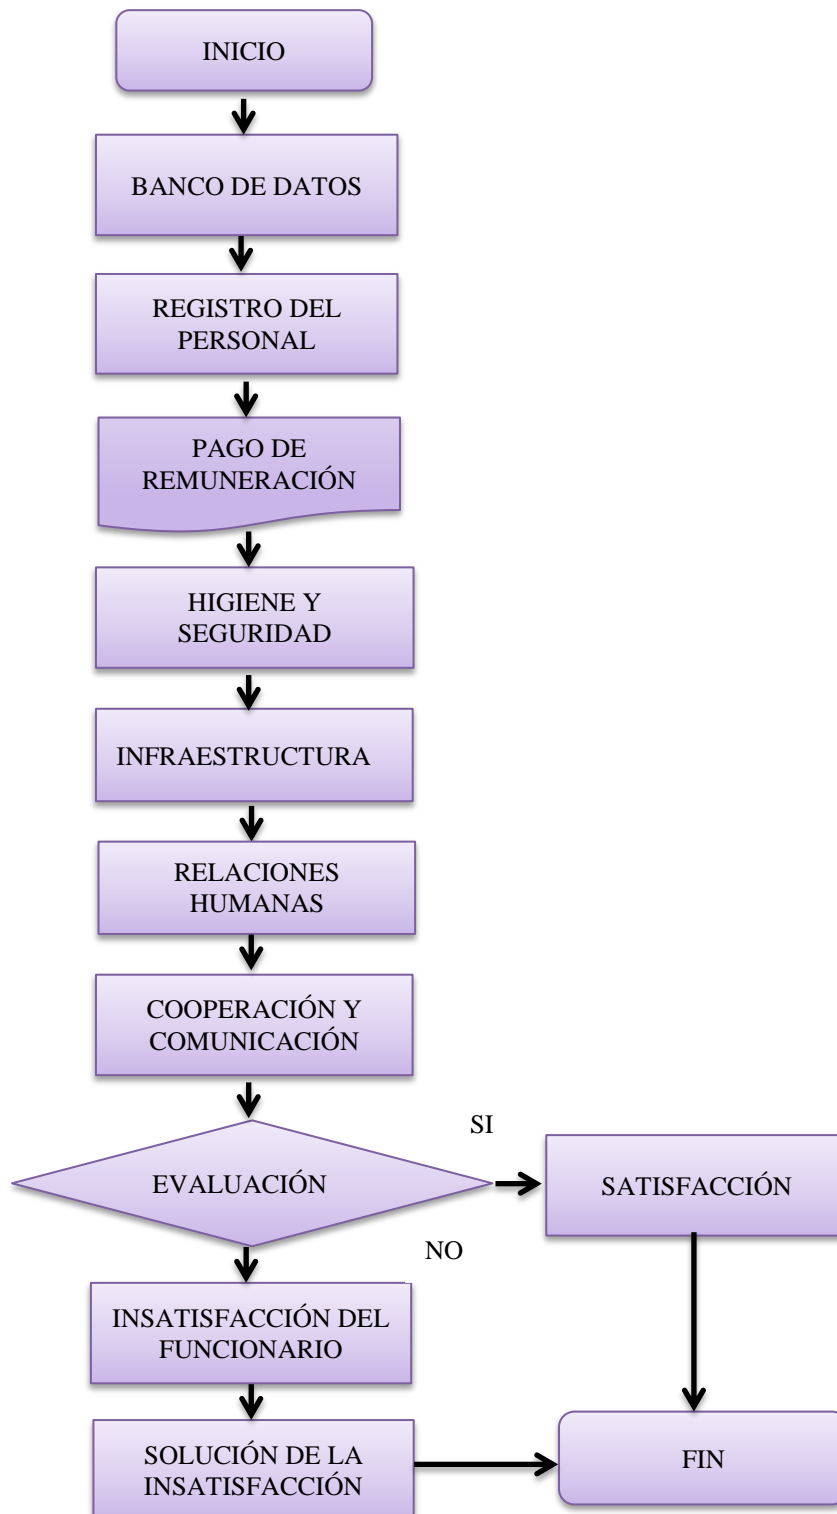 INICIO
BANCO DE DATOS
REGISTRO DEL
PERSONAL
PAGO DE
REMUNERACIÓN
HIGIENE Y
SEGURIDAD
INFRAESTRUCTURA
RELACIONES
HUMANAS
COOPERACIÓN Y
COMUNICACIÓN
SI
EVALUACIÓN
SATISFACCIÓN
NO
INSATISFACCIÓN DEL
FUNCIONARIO
SOLUCIÓN DE LA
INSATISFACCIÓN
FIN